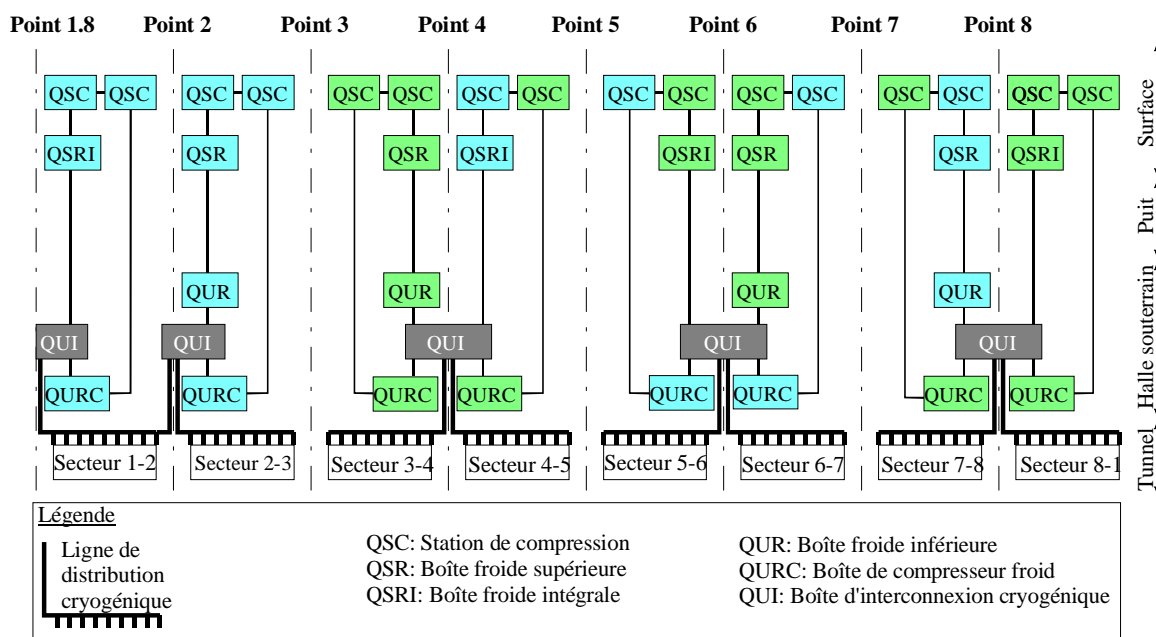 Point 1.8 Point 2 Point 3 Point 4 Point 5 Point 6 Point 7 Point 8
QSC QSC QSC QSC QSC QSC QSC QSC QSC QSC QSC QSC QSC QSC QSC QSC
QSRI QSR QSR QSRI QSRI QSR QSR QSRI
QUR QUR QUR QUR
QUI QUI QUI QUI QUI
QURC QURC QURC QURC QURC QURC QURC QURC
Secteur 1-2 Secteur 2-3 Secteur 3-4 Secteur 4-5 Secteur 5-6 Secteur 6-7 Secteur 7-8 Secteur 8-1
Surface
Puit
Halle souterrain
Tunnel
Légende
Ligne de
distribution
cryogénique
QSC: Station de compression
QSR: Boîte froide supérieure
QSRI: Boîte froide intégrale
QUR: Boîte froide inférieure
QURC: Boîte de compresseur froid
QUI: Boîte d'interconnexion cryogénique